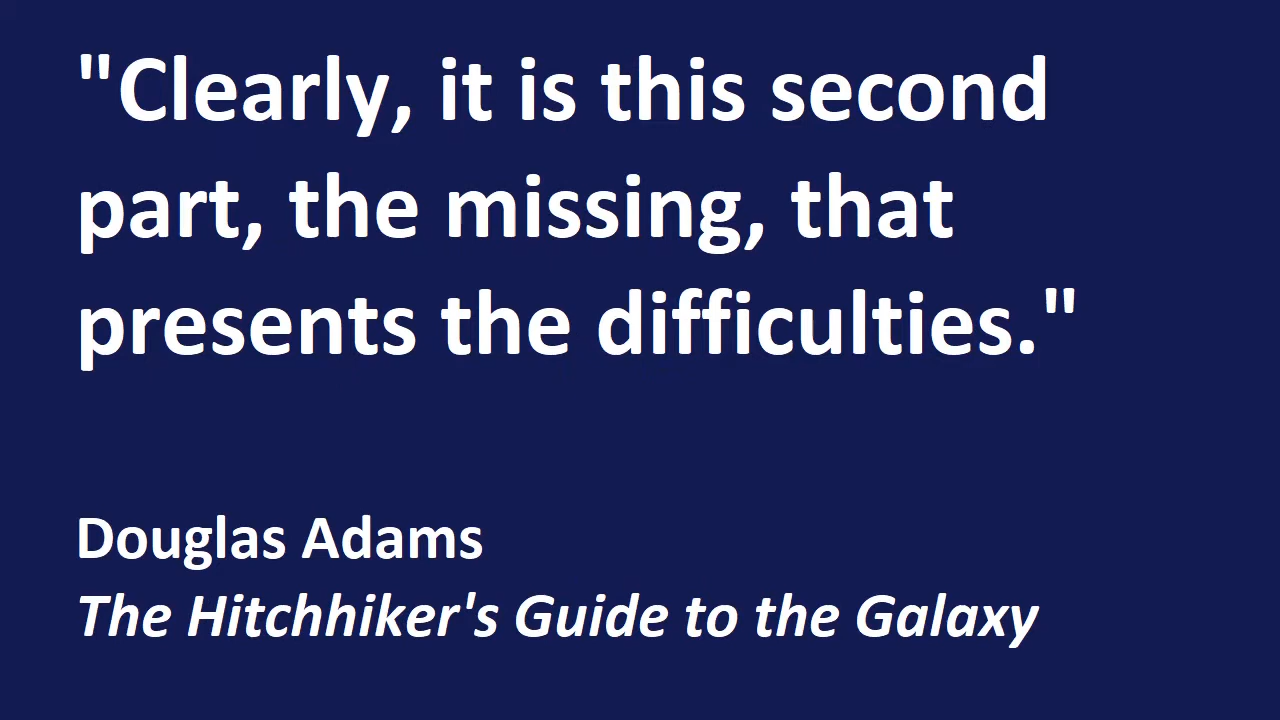 "Clearly, it is this second
part, the missing, that
presents the difficulties."
Douglas Adams
The Hitchhiker's Guide to the Galaxy